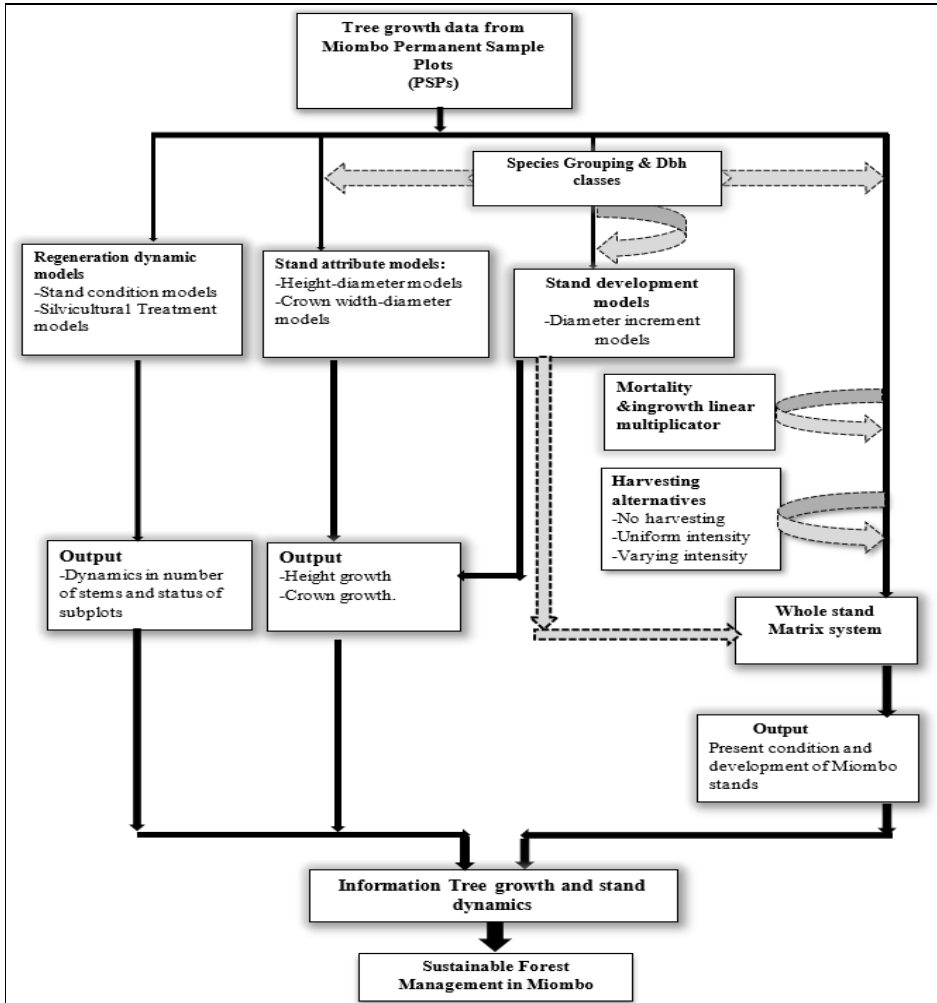 Tree growth data from
Miombo Permanent Sample
Plots
(PSPs)
Species Grouping & Dbh
classes
Regeneration dynamic
models
-Stand condition models
-Silvicultural Treatment
models
Stand attribute models:
-Height-diameter models
-Crown width-diameter
models
Stand development
models
-Diameter increment
models
Mortality
&ingrowth linear
multiplicator
Harvesting
alternatives
-No harvesting
-Uniform intensity
-Varying intensity
Output
-Dynamics in number
of stems and status of
subplots
Output
-Height growth
-Crown growth.
Whole stand
Matrix system
Output
Present condition and
development of Miombo
stands
Information Tree growth and stand
dynamics
Sustainable Forest
Management in Miombo